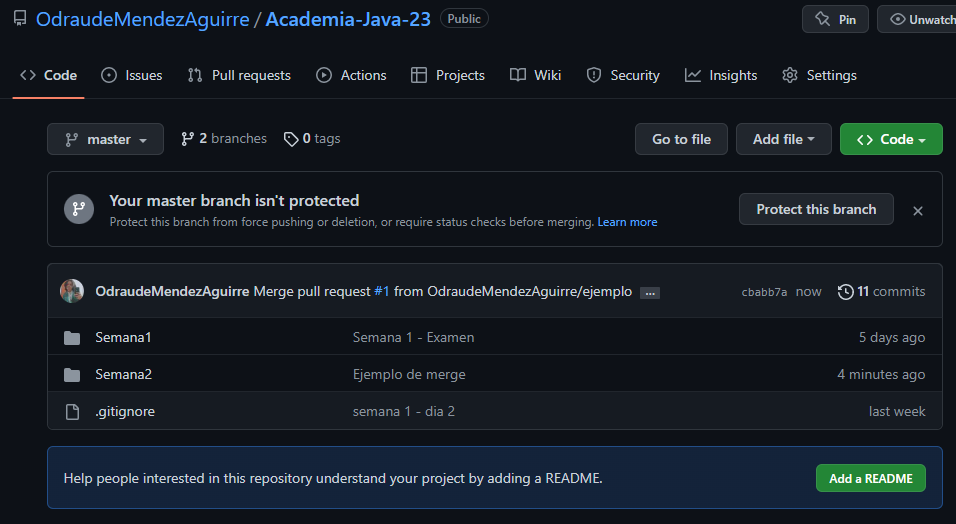 OdraudeMendezAguirre / Academia-Java-23 Public Pin Unwatch
Code Issues Pull requests Actions Projects Wiki Security Insights Settings
master 2 branches 0 tags Go to file Add file Code
Your master branch isn't protected
Protect this branch from force pushing or deletion, or require status checks before merging. Learn more
Protect this branch
OdraudeMendezAguirre Merge pull request #1 from OdraudeMendezAguirre/ejemplo ... cbabb7a now 11 commits
Semana1 Semana 1 - Examen 5 days ago
Semana2 Ejemplo de merge 4 minutes ago
.gitignore semana 1 - dia 2 last week
Help people interested in this repository understand your project by adding a README. Add a README